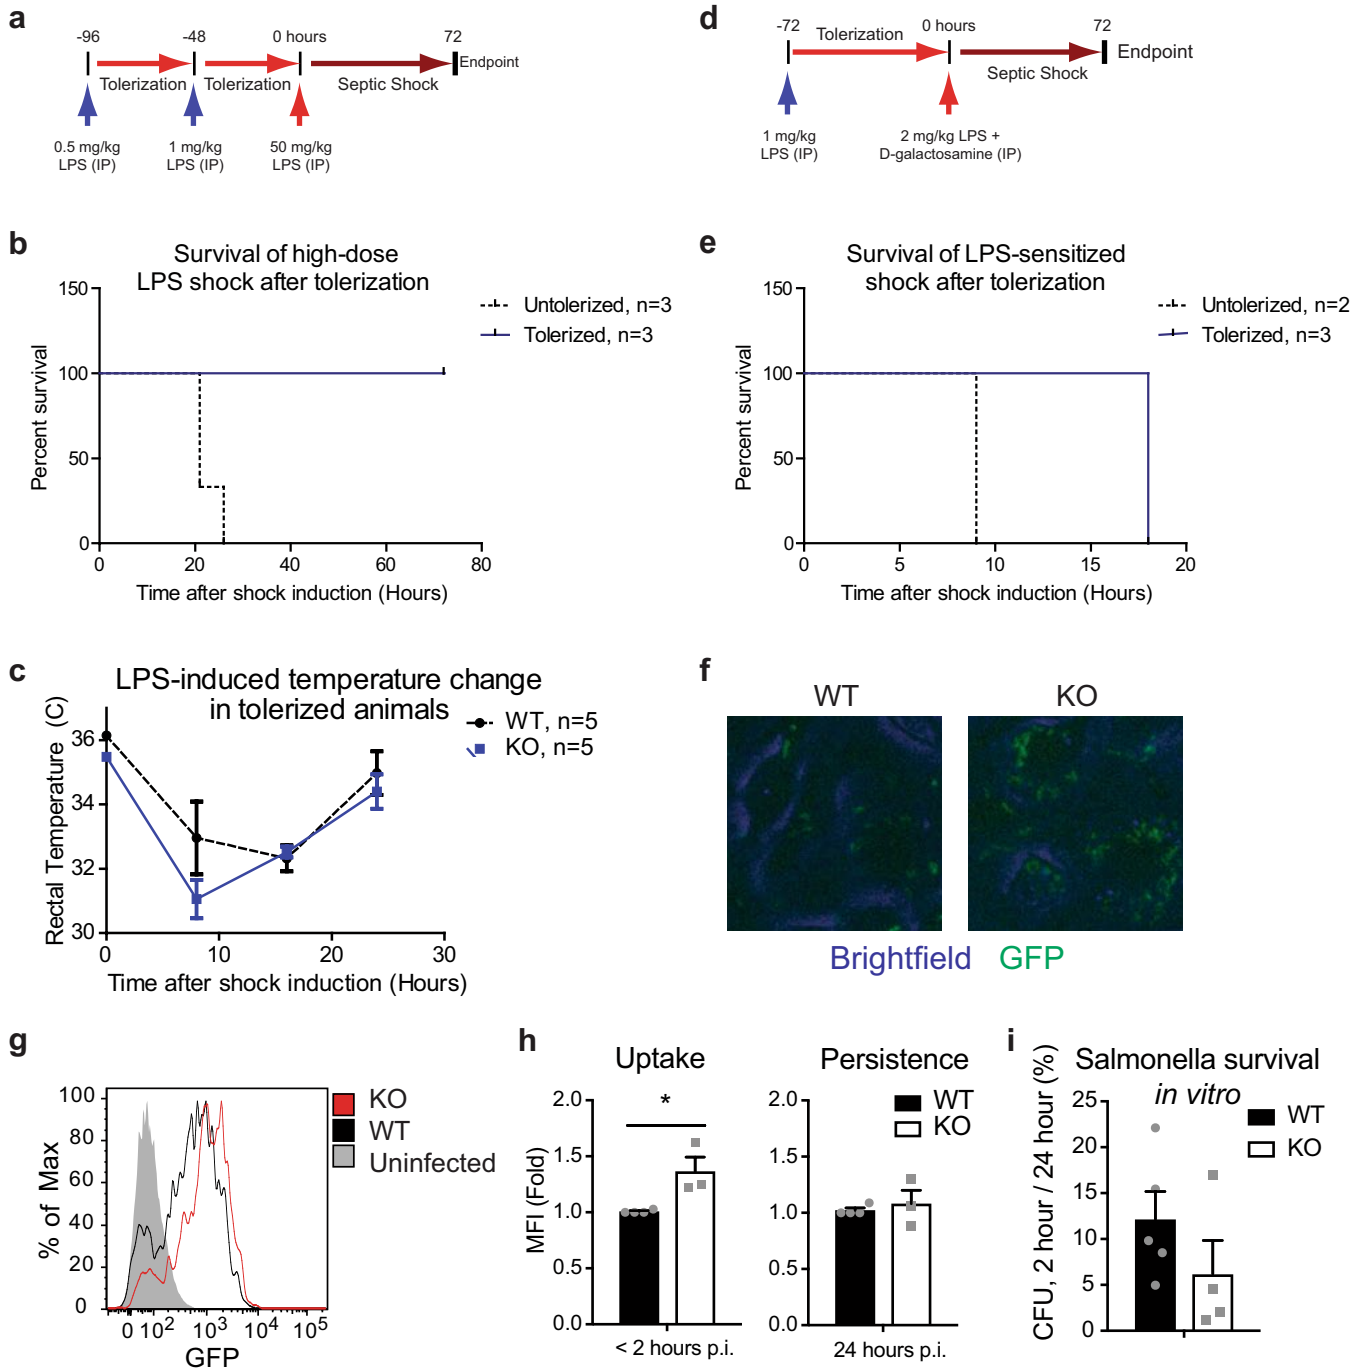 a
-96
-48
0 hours
72
Endpoint
Tolerization
Tolerization
Septic Shock
0.5 mg/kg
LPS (IP)
1 mg/kg
LPS (IP)
50 mg/kg
LPS (IP)
d
-72
Tolerization
0 hours
72
Endpoint
Septic Shock
1 mg/kg
LPS (IP)
2 mg/kg LPS +
D-galactosamine (IP)
b
Survival of high-dose
LPS shock after tolerization
Untolerized, n=3
Tolerized, n=3
Percent survival
150
100
50
0
0
20
40
60
80
Time after shock induction (Hours)
e
Survival of LPS-sensitized
shock after tolerization
Untolerized, n=2
Tolerized, n=3
Percent survival
150
100
50
0
0
5
10
15
20
Time after shock induction (Hours)
c
LPS-induced temperature change
in tolerized animals
WT, n=5
KO, n=5
Rectal Temperature (C)
36
34
32
30
0
10
20
30
Time after shock induction (Hours)
f
WT
KO
Brightfield GFP
g
% of Max
100
80
60
40
20
0
0 10²
10³
10⁴
10⁵
GFP
KO
WT
Uninfected
h
Uptake
MFI (Fold)
2.0
1.5
1.0
0.5
0.0
*
< 2 hours p.i.
Persistence
2.0
1.5
1.0
0.5
0.0
WT
KO
24 hours p.i.
i
Salmonella survival
in vitro
CFU, 2 hour / 24 hour (%)
25
20
15
10
5
0
WT
KO